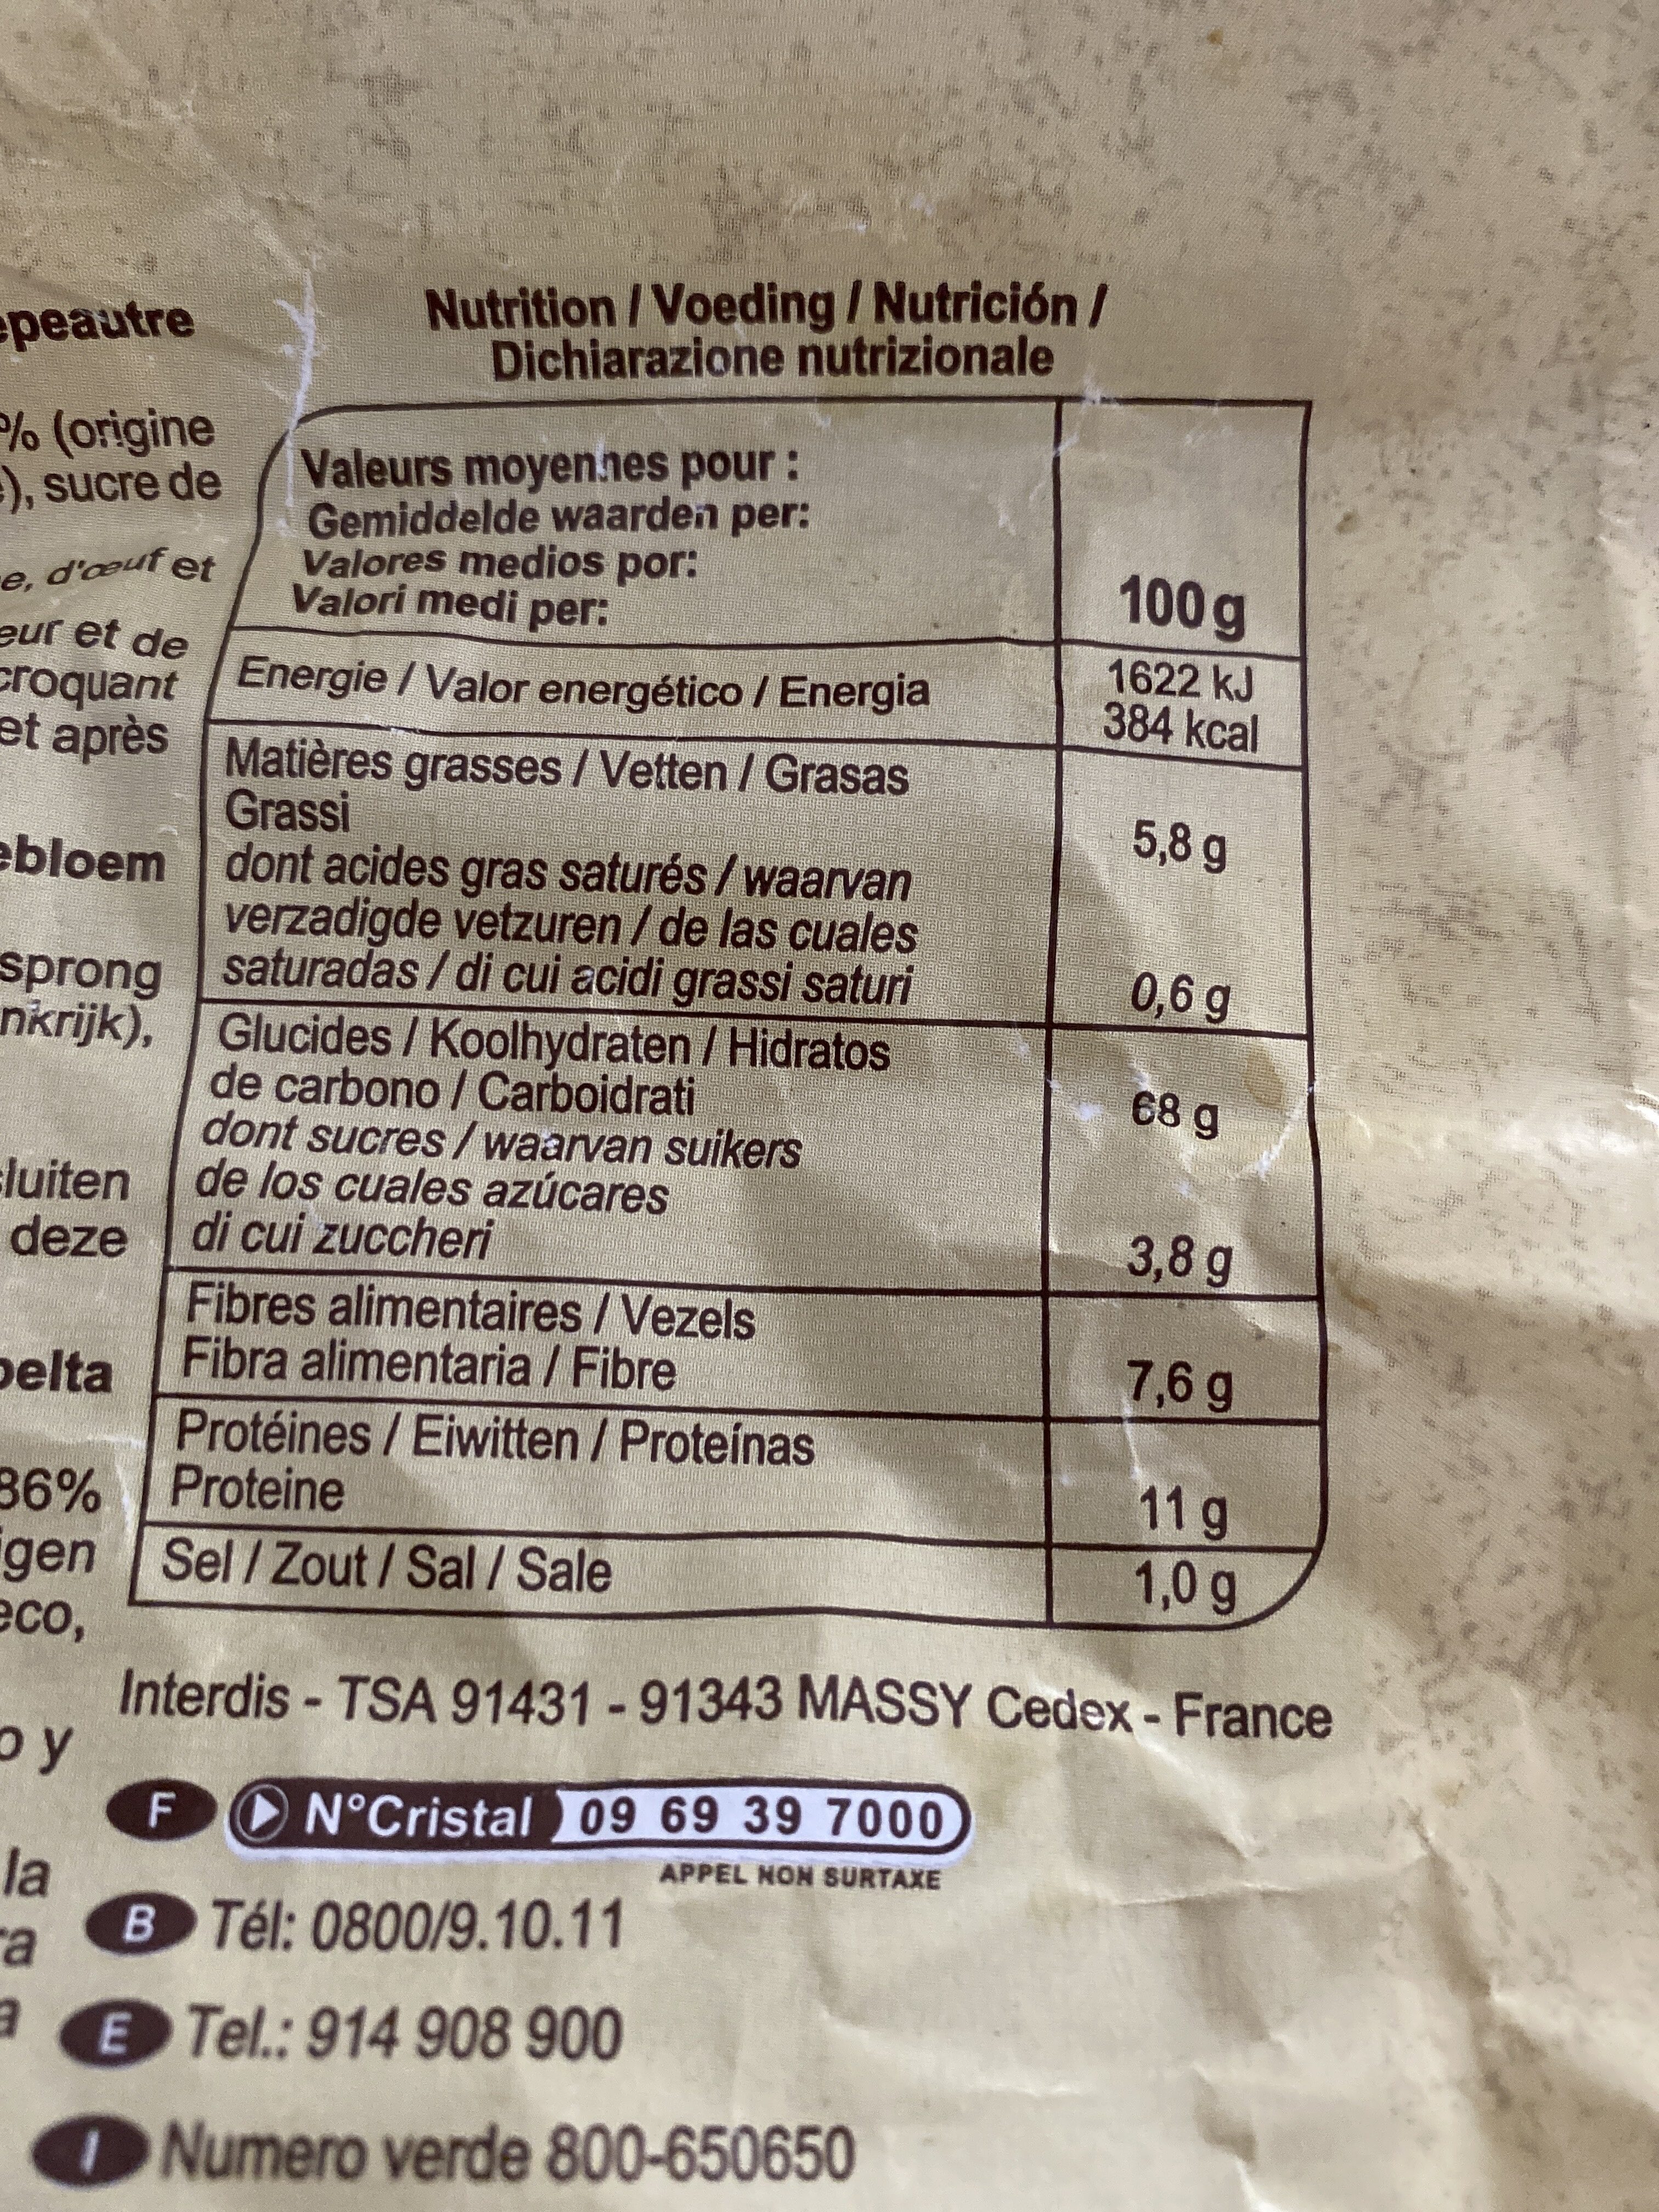 epeautre
% (origine
), sucre de
e, d'œuf et
eur et de
croquant
et après
ebloem
sprong
nkrijk),
sluiten
deze
pelta
86%
igen
eco,
o y
la
ra
a
Nutrition / Voeding / Nutrición /
Dichiarazione nutrizionale
Valeurs moyennes pour :
Gemiddelde waarden per:
Valores medios por:
Valori medi per:
100 g
Energie / Valor energético / Energia
1622 kJ
384 kcal
Matières grasses / Vetten / Grasas
Grassi
5,8 g
dont acides gras saturés / waarvan
verzadigde vetzuren / de las cuales
saturadas / di cui acidi grassi saturi
0,6 g
Glucides / Koolhydraten / Hidratos
de carbono / Carboidrati
68 g
dont sucres / waarvan suikers
de los cuales azúcares
di cui zuccheri
3,8 g
Fibres alimentaires / Vezels
Fibra alimentaria / Fibre
7,6 g
Protéines / Eiwitten / Proteínas
Proteine
11 g
Sel / Zout / Sal / Sale
1,0 g
Interdis - TSA 91431 - 91343 MASSY Cedex - France
F N°Cristal 09 69 39 7000
APPEL NON SURTAXE
B Tél: 0800/9.10.11
E Tel.: 914 908 900
I Numero verde 800-650650